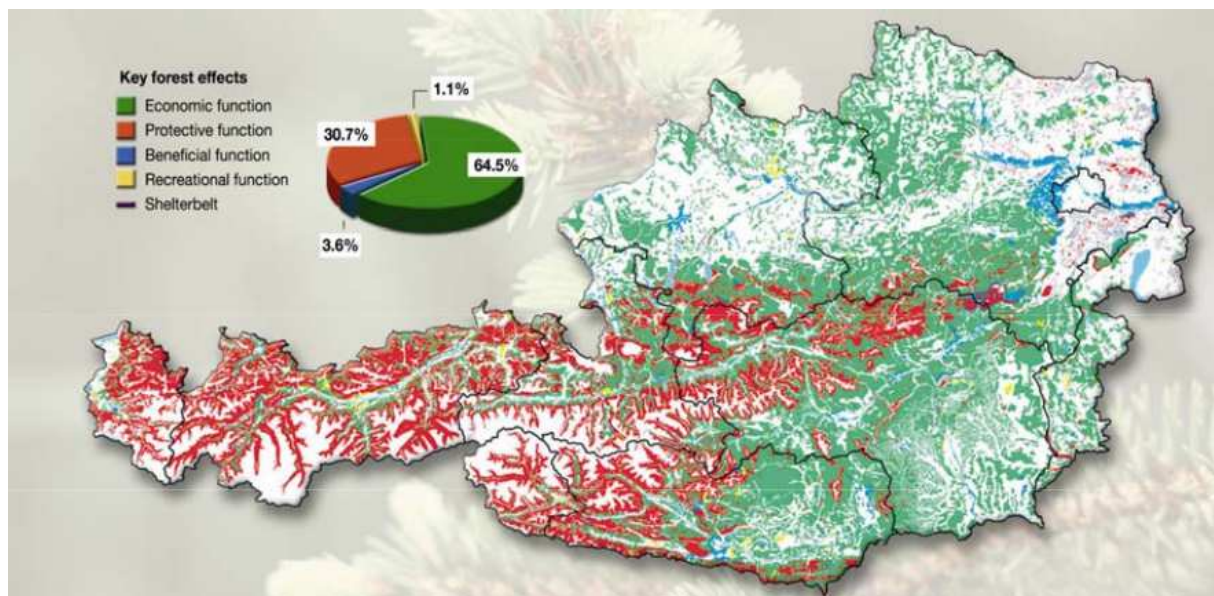 Key forest effects
Economic function
Protective function
Beneficial function
Recreational function
Shelterbelt
1.1%
30.7%
64.5%
3.6%